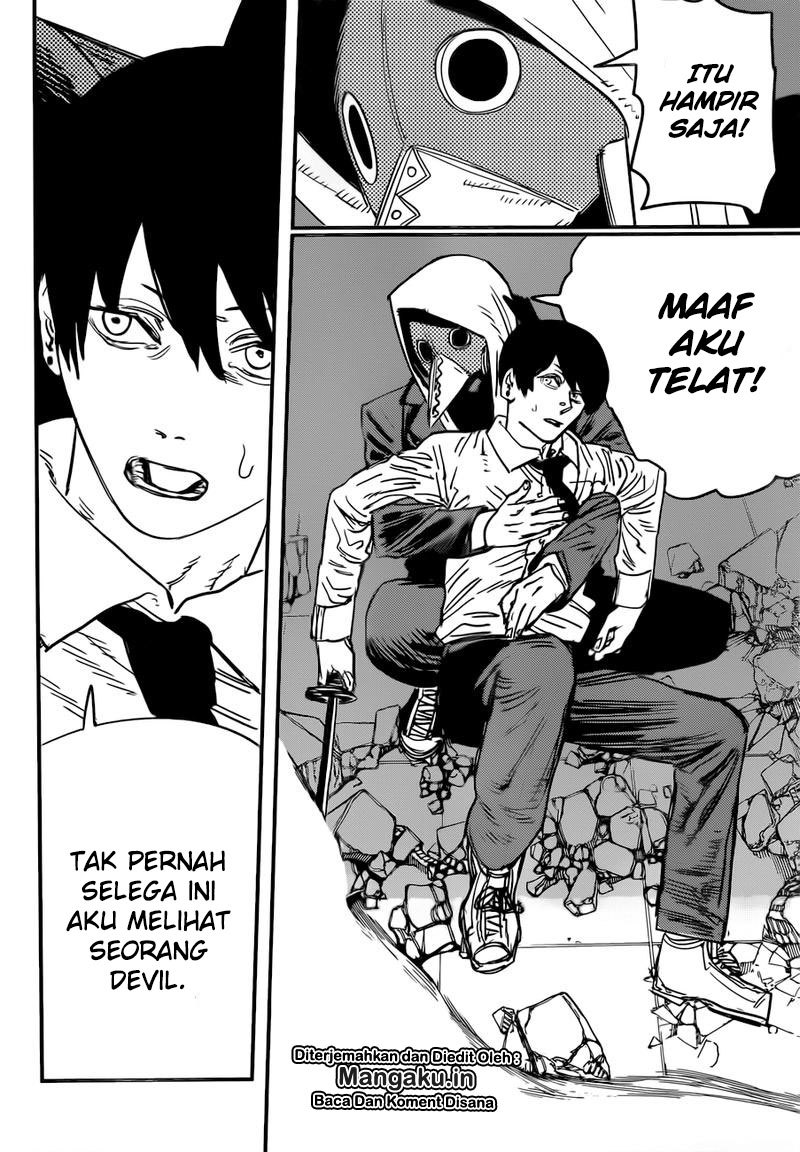 ITU
HAMPIR
SAJA!
MAAF
AKU
TELAT!
TAK PERNAH
SELEGA INI
AKU MELIHAT
SEORANG
DEVIL.
Diterjemahkan dan Diedit Oleh :
Mangaku.in
Baca Dan Koment Disana